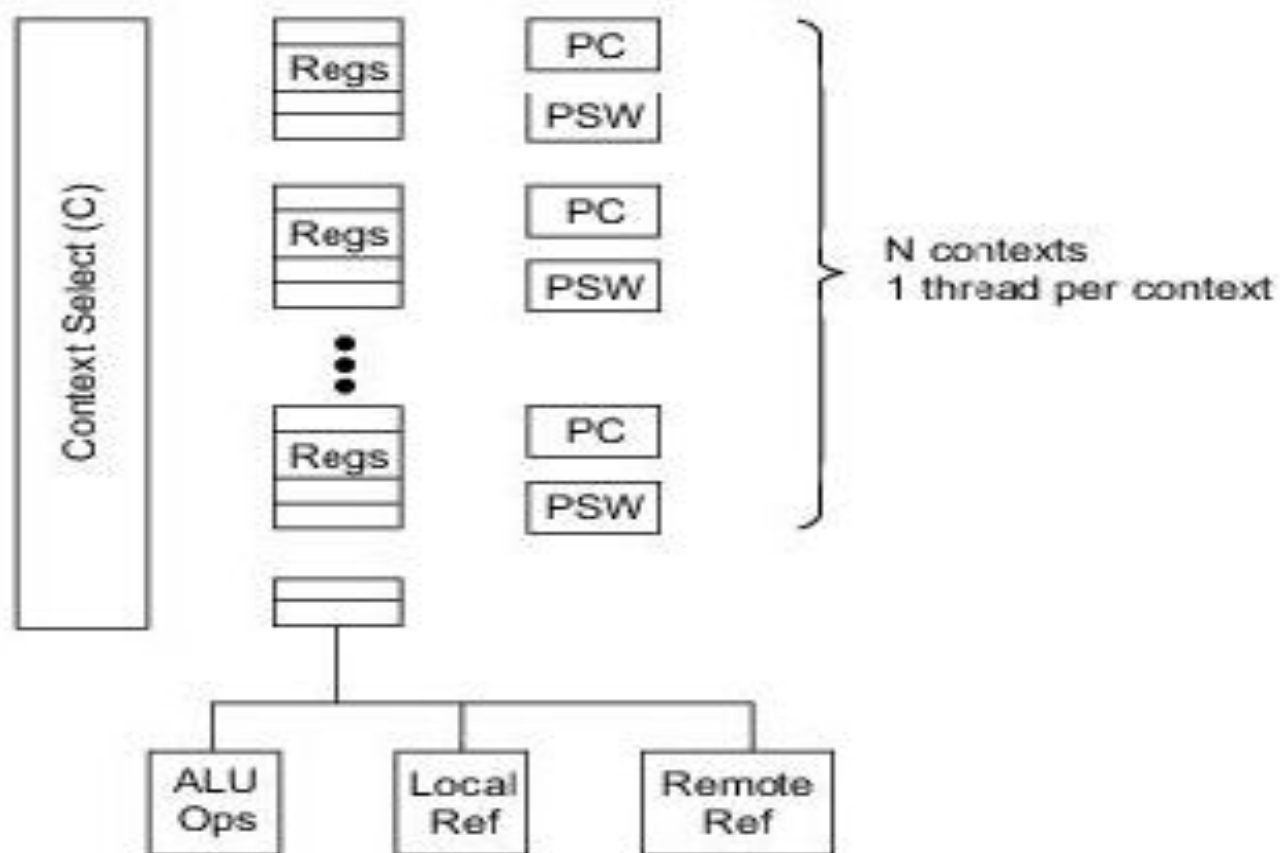 Context Select (C)
Regs
PC
PSW
Regs
PC
PSW
Regs
PC
PSW
N contexts
1 thread per context
ALU
Ops
Local
Ref
Remote
Ref